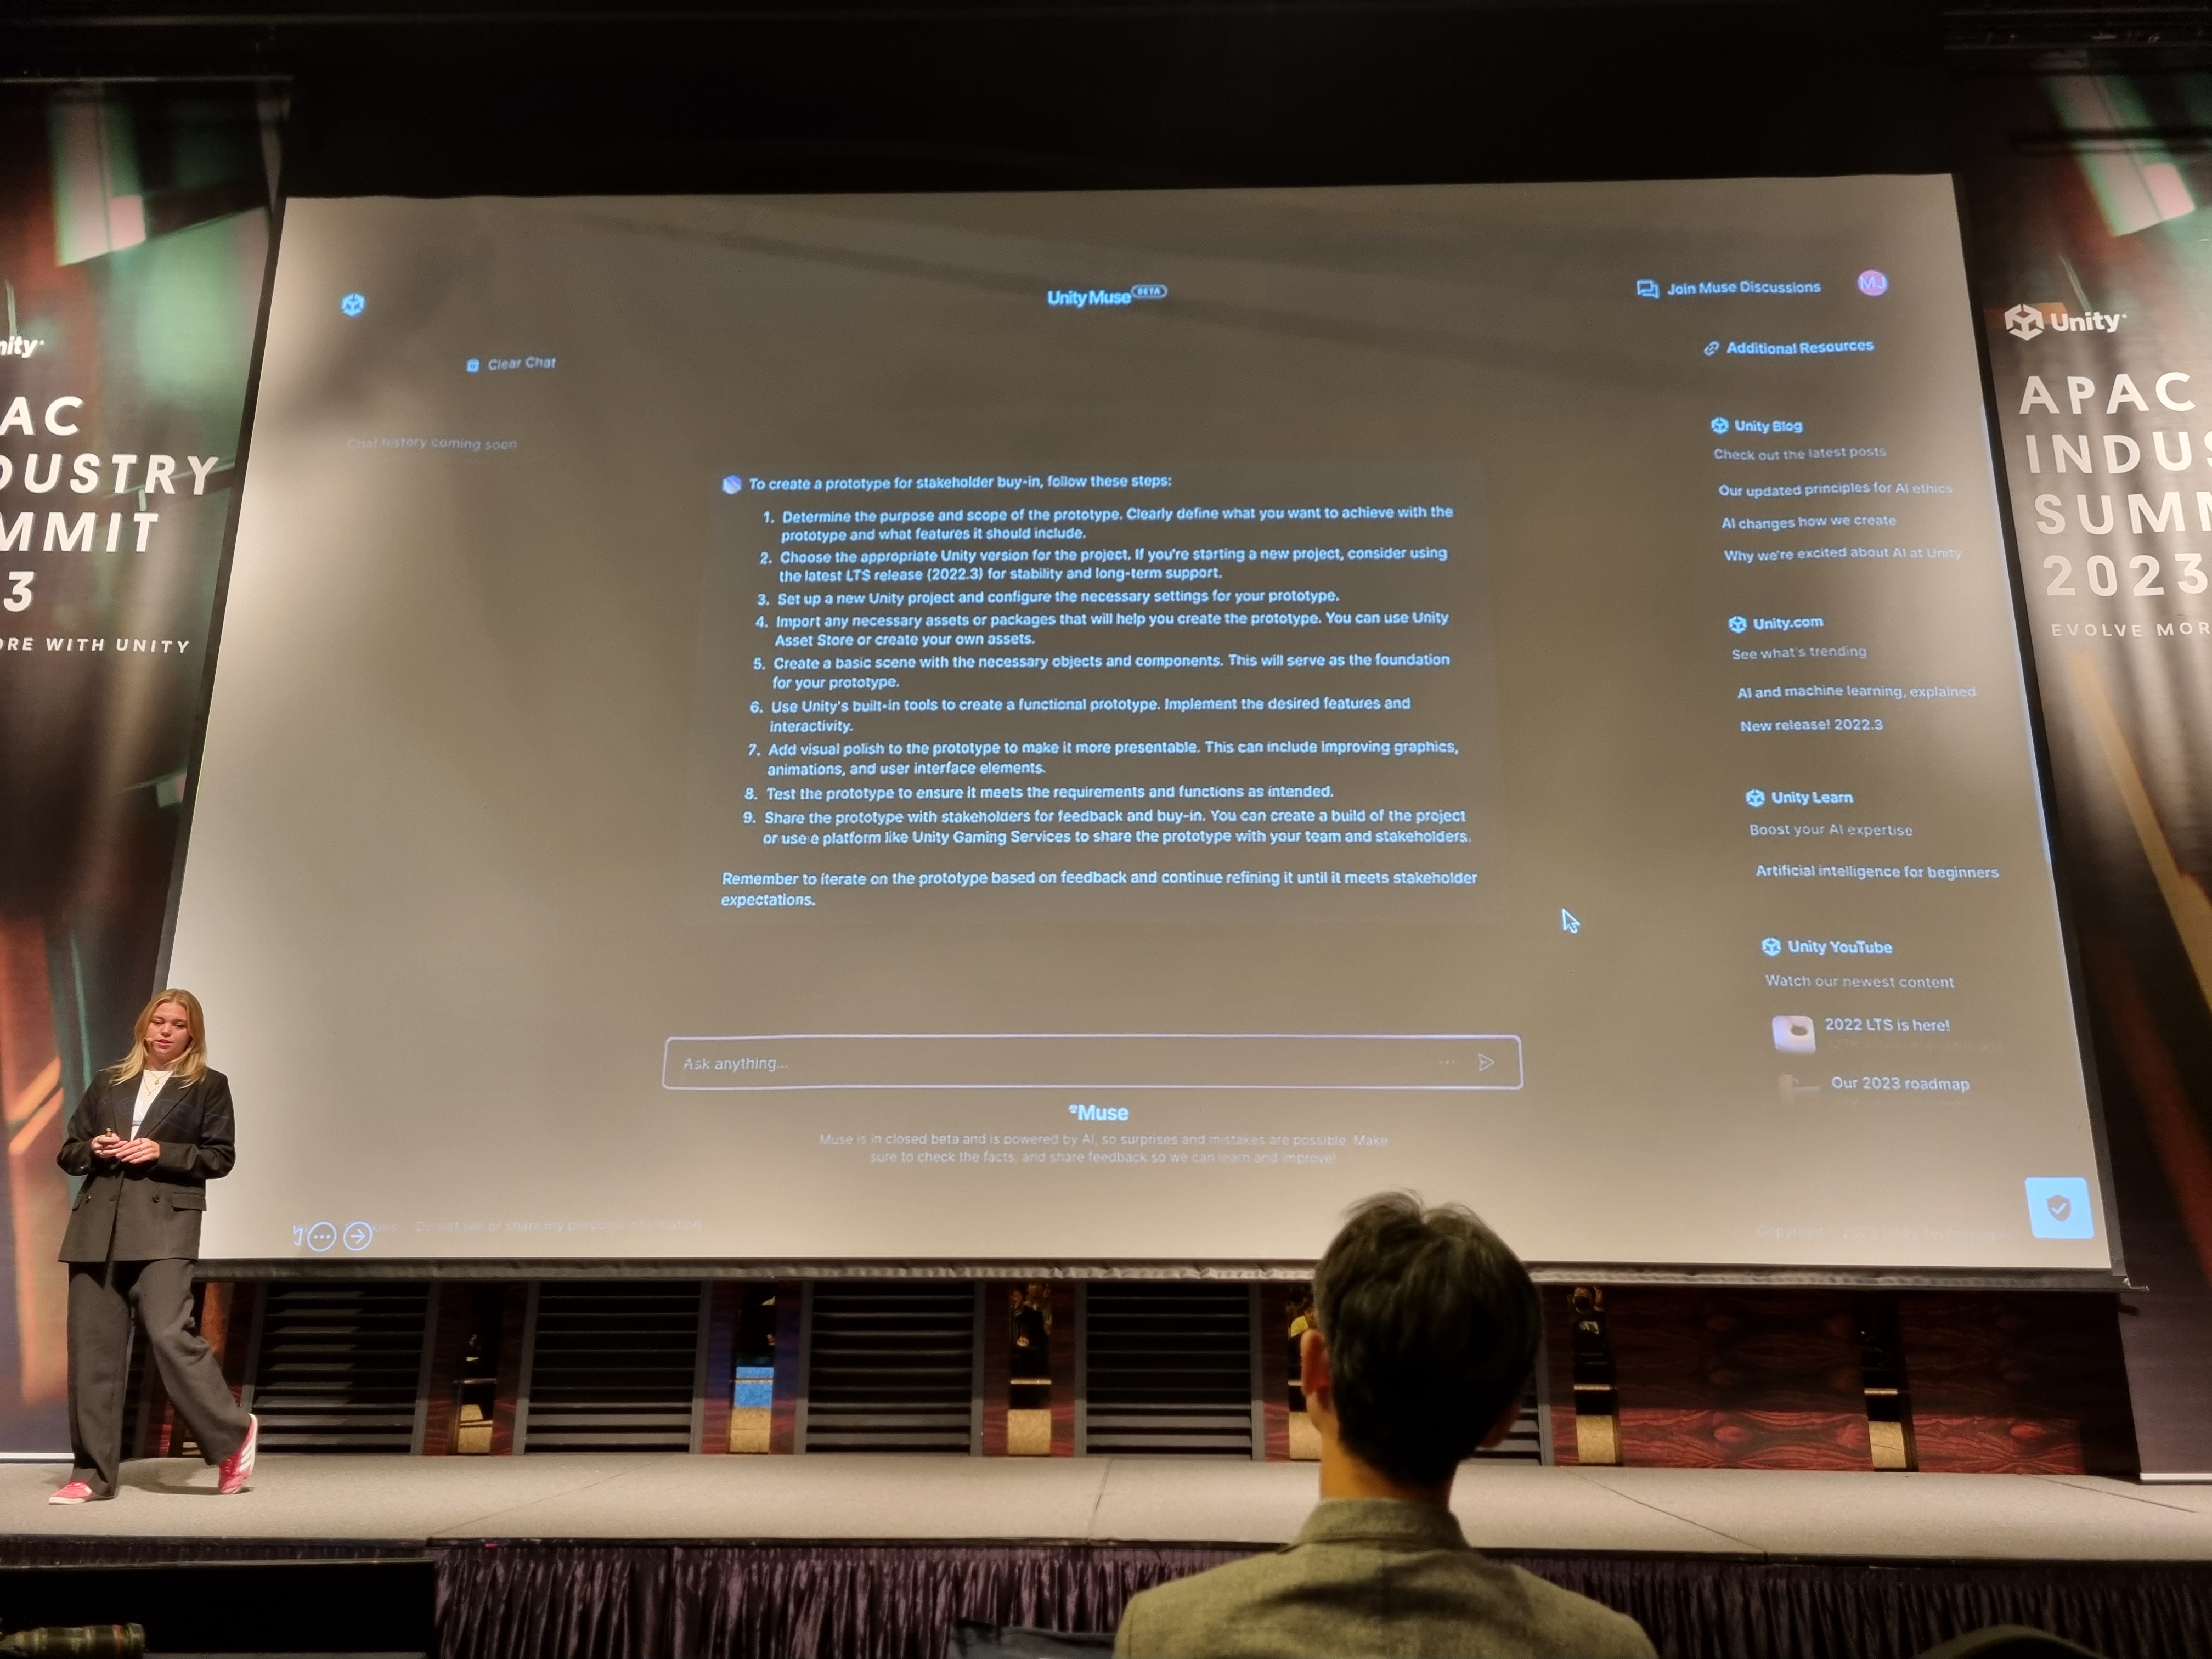 Unity Muse BETA
Join Muse Discussions
MJ
Clear Chat
Chat history coming soon
To create a prototype for stakeholder buy-in, follow these steps:
1. Determine the purpose and scope of the prototype. Clearly define what you want to achieve with the
prototype and what features it should include.
2. Choose the appropriate Unity version for the project. If you're starting a new project, consider using
the latest LTS release (2022.3) for stability and long-term support.
3. Set up a new Unity project and configure the necessary settings for your prototype.
4. Import any necessary assets or packages that will help you create the prototype. You can use Unity
Asset Store or create your own assets.
5. Create a basic scene with the necessary objects and components. This will serve as the foundation
for your prototype.
6. Use Unity's built-in tools to create a functional prototype. Implement the desired features and
interactivity.
7. Add visual polish to the prototype to make it more presentable. This can include improving graphics,
animations, and user interface elements.
8. Test the prototype to ensure it meets the requirements and functions as intended.
9. Share the prototype with stakeholders for feedback and buy-in. You can create a build of the project
or use a platform like Unity Gaming Services to share the prototype with your team and stakeholders.
Remember to iterate on the prototype based on feedback and continue refining it until it meets stakeholder
expectations.
Ask anything...
Muse
Muse is in closed beta and is powered by AI, so surprises and mistakes are possible. Make
sure to check the facts, and share feedback so we can learn and improve!
Do not sell or share my personal information
Additional Resources
Unity Blog
Check out the latest posts
Our updated principles for AI ethics
AI changes how we create
Why we're excited about AI at Unity
Unity.com
See what's trending
AI and machine learning, explained
New release! 2022.3
Unity Learn
Boost your AI expertise
Artificial intelligence for beginners
Unity YouTube
Watch our newest content
2022 LTS is here!
Our 2023 roadmap
nity
AC
DUSTRY
MMIT
3
ORE WITH UNITY
Unity
APAC
INDUS
SUMM
2023
EVOLVE MOR